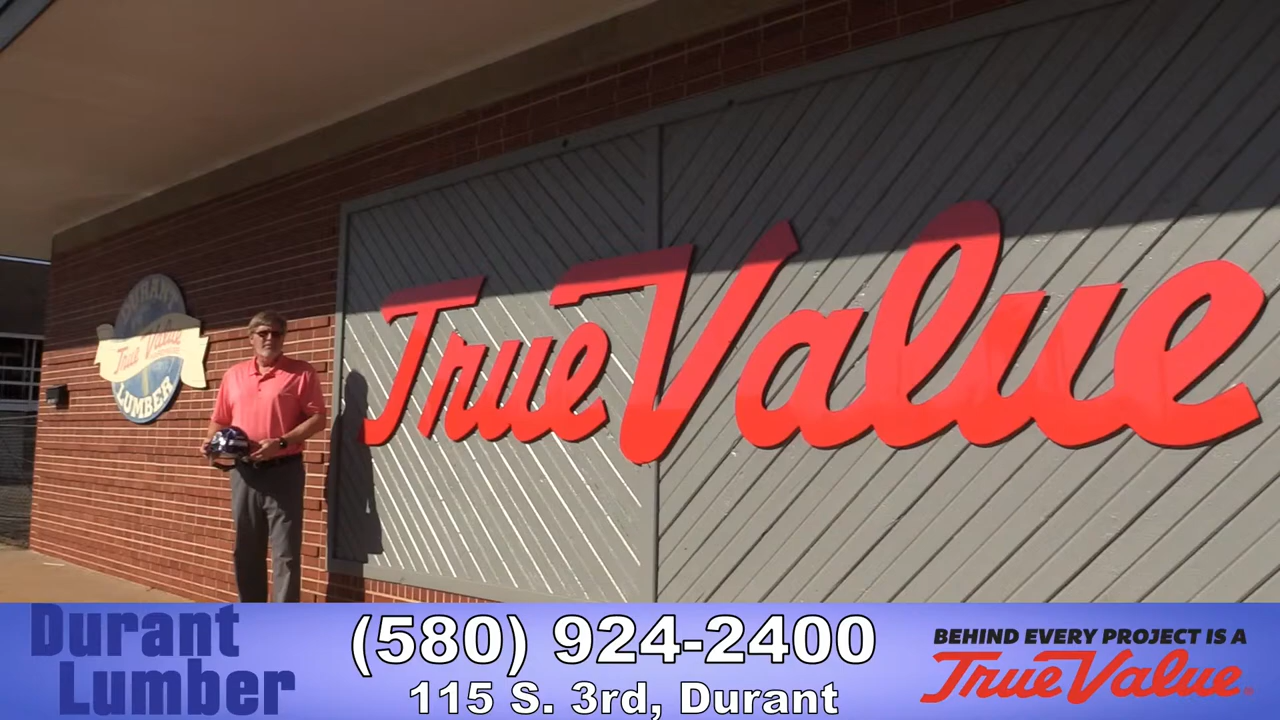 DURANT
True Value
LUMBER
True Value
Durant
Lumber
(580) 924-2400
115 S. 3rd, Durant
BEHIND EVERY PROJECT IS A
True Value®